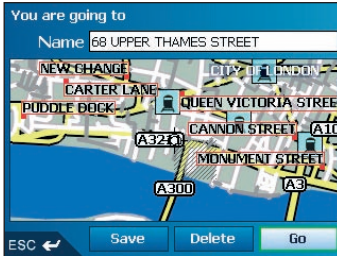 You are going to
Name 68 UPPER THAMES STREET
NEW CHANGE
CITY OF LONDON
CARTER LANE
PUDDLE DOCK
QUEEN VICTORIA STREE
CANNON STREET
A10
A3211
MONUMENT STREET
A300
A3
ESC
Save
Delete
Go